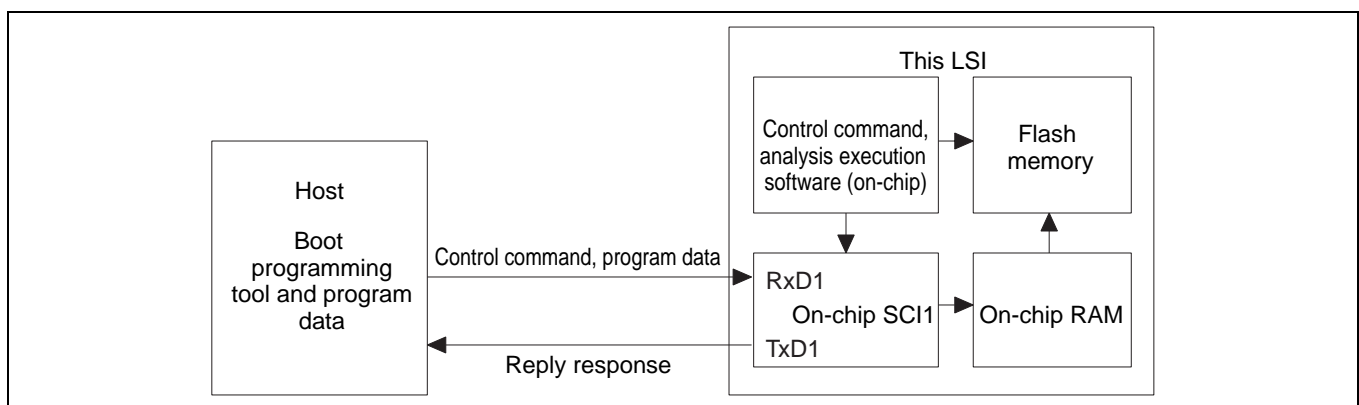 This LSI
Host
Boot
programming
tool and program
data
Control command, program data
Reply response
Control command,
analysis execution
software (on-chip)
Flash
memory
RxD1
On-chip SCI1
TxD1
On-chip RAM